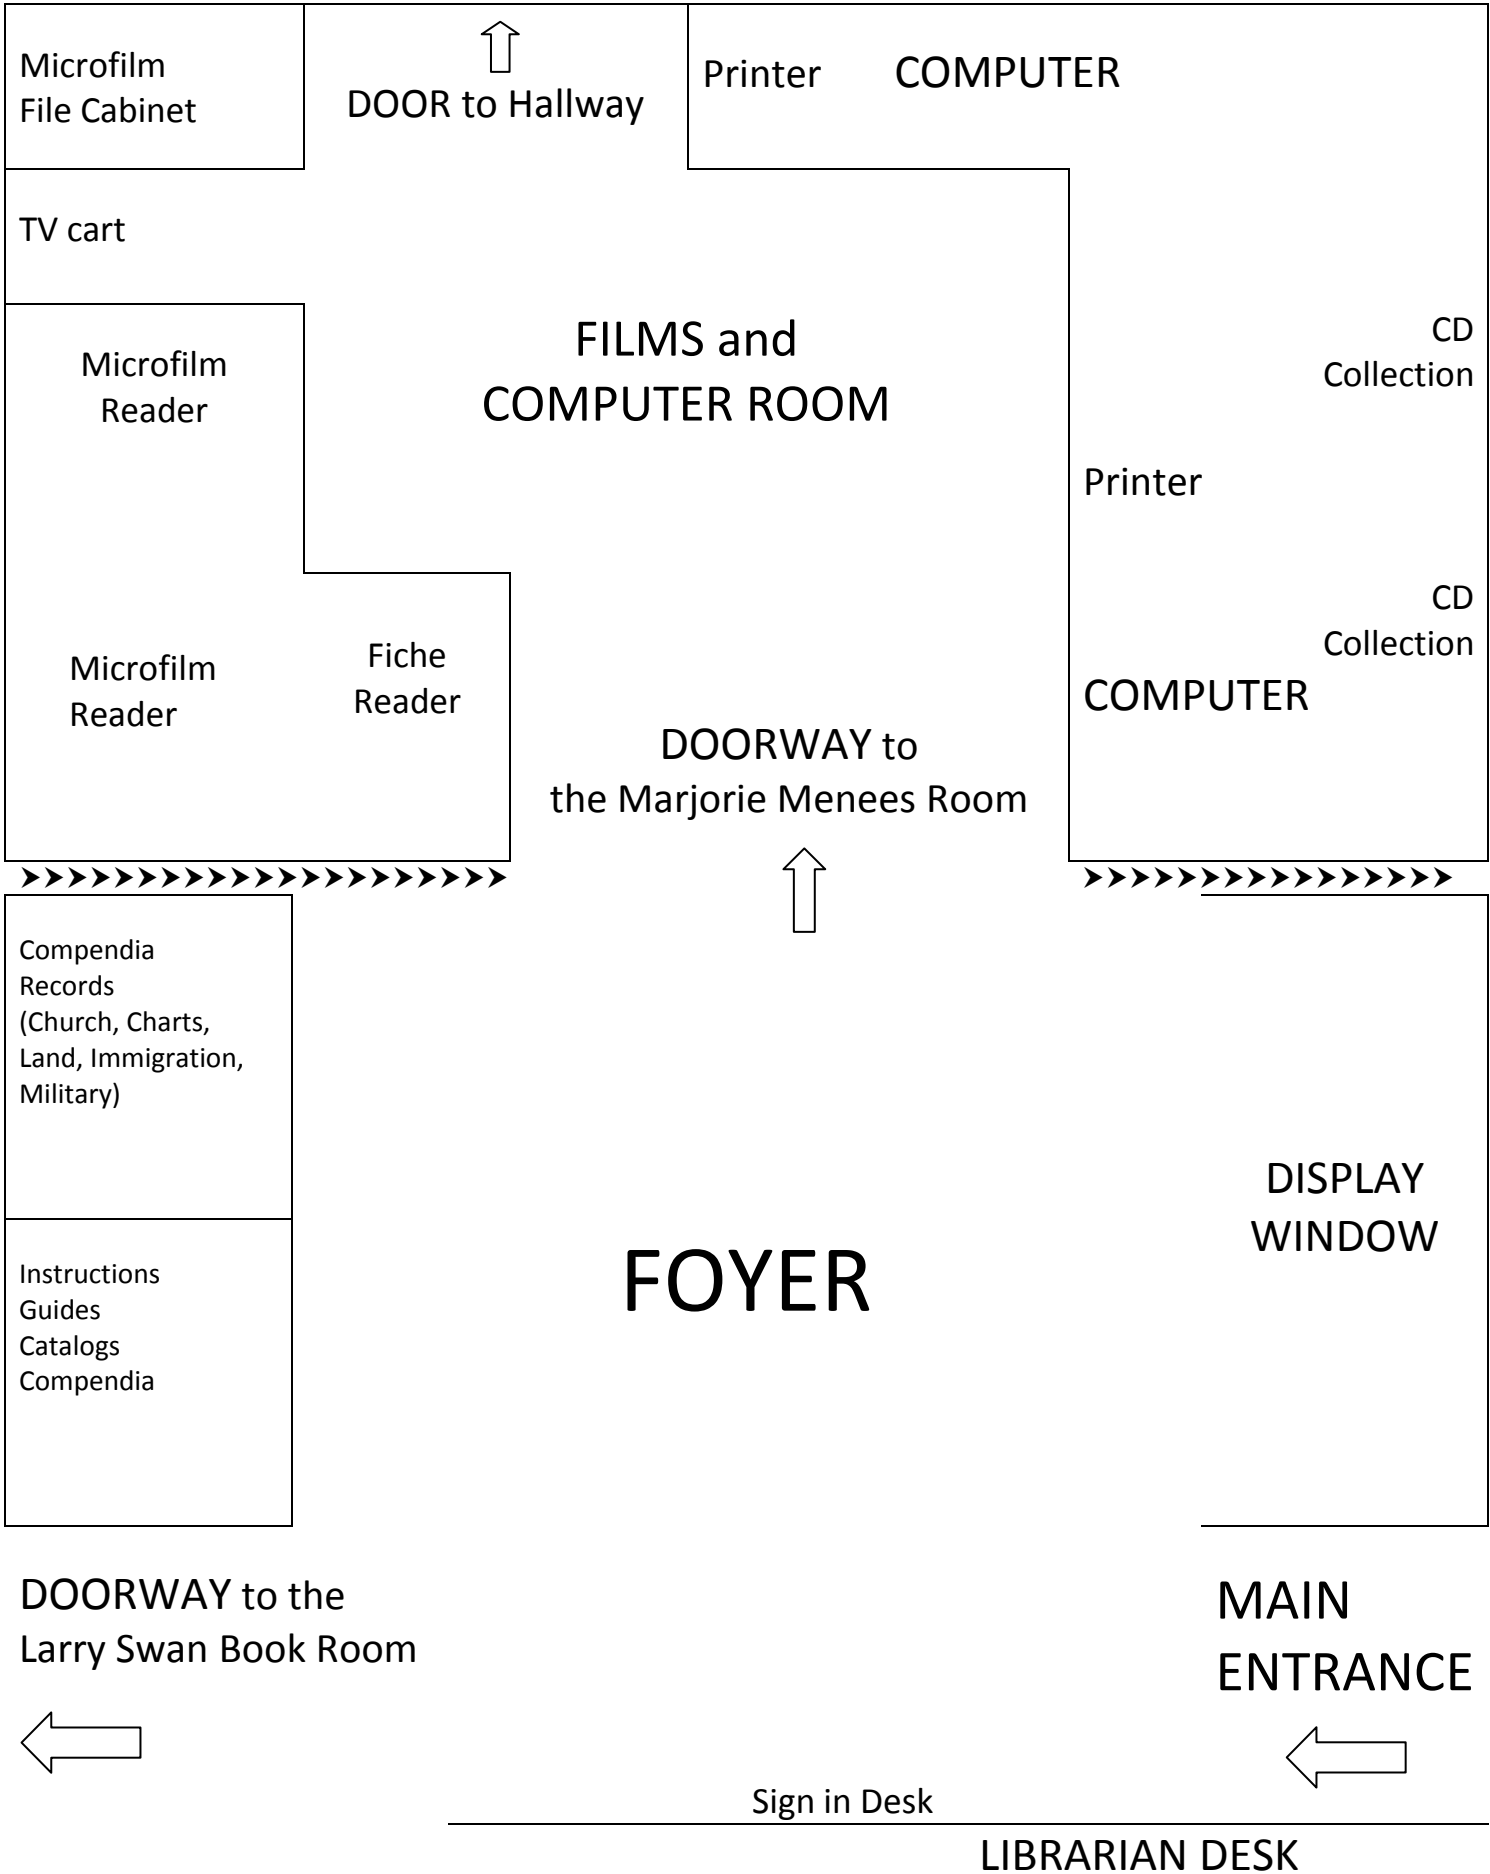 Microfilm
File Cabinet
DOOR to Hallway
Printer COMPUTER
TV cart
FILMS and
COMPUTER ROOM
CD
Collection
Microfilm
Reader
Printer
CD
Collection
Microfilm
Reader
Fiche
Reader
COMPUTER
DOORWAY to
the Marjorie Menees Room
Compendia
Records
(Church, Charts,
Land, Immigration,
Military)
DISPLAY
WINDOW
FOYER
Instructions
Guides
Catalogs
Compendia
DOORWAY to the
Larry Swan Book Room
MAIN
ENTRANCE
Sign in Desk
LIBRARIAN DESK